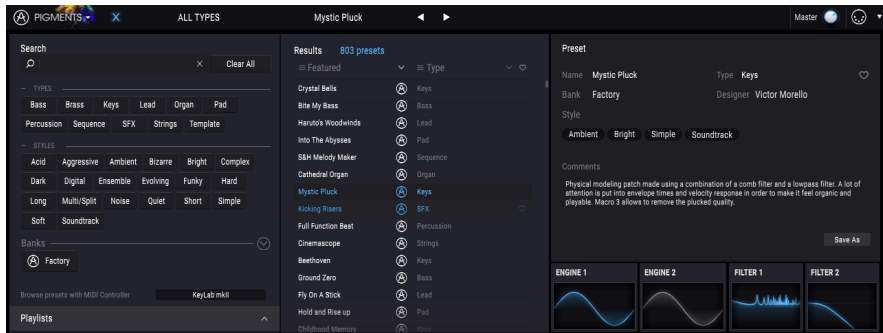 PIGMENTS X ALL TYPES Mystic Pluck Master
Search
Clear All
TYPES
Bass Brass Keys Lead Organ Pad
Percussion Sequence SFX Strings Template
STYLES
Acid Aggressive Ambient Bizarre Bright Complex
Dark Digital Ensemble Evolving Funky Hard
Long Multi/Split Noise Quiet Short Simple
Soft Soundtrack
Banks
Factory
Browse presets with MIDI Controller KeyLab mkII
Playlists
Results 803 presets
Featured Type
Crystal Bells Keys
Bite My Bass Bass
Haruto's Woodwinds Lead
Into The Abysses Pad
S&H Melody Maker Sequence
Cathedral Organ Organ
Mystic Pluck Keys
Kicking Risers SFX
Full Function Beat Percussion
Cinemascope Strings
Beethoven Keys
Ground Zero Bass
Fly On A Stick Lead
Hold and Rise up Pad
Childhood Memory Keys
Preset
Name Mystic Pluck Type Keys
Bank Factory Designer Victor Morello
Style
Ambient Bright Simple Soundtrack
Comments
Physical modeling patch made using a combination of a comb filter and a lowpass filter. A lot of
attention is put into envelope times and velocity response in order to make it feel organic and
playable. Macro 3 allows to remove the plucked quality.
Save As
ENGINE 1 ENGINE 2 FILTER 1 FILTER 2